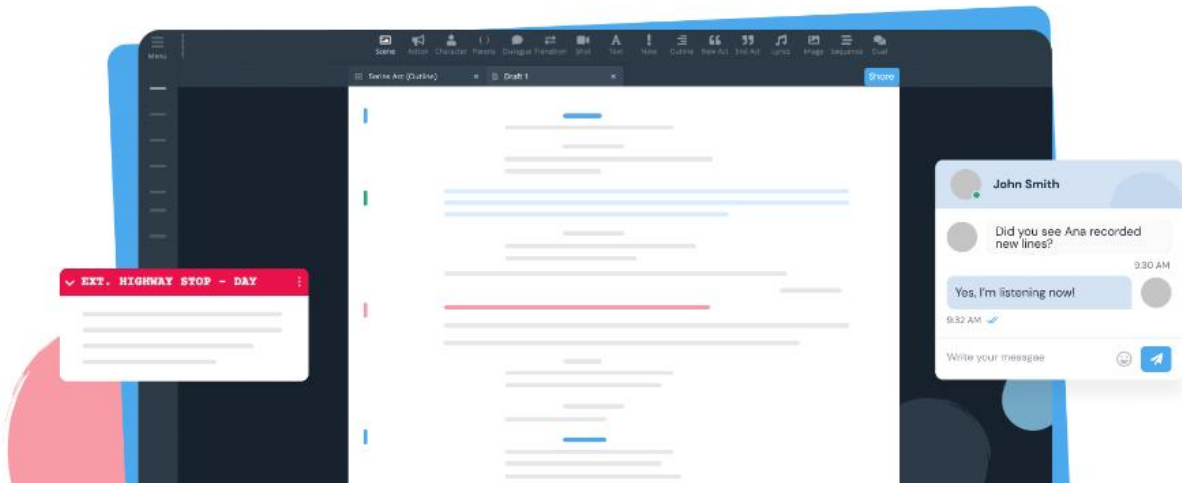 Menu
Scene Action Character Parens Dialogue Transition Shot Text Note Outline New Act End Act Lyrics Image Sequence Dual
Series Arc (Outline) Draft 1 Share
John Smith
Did you see Ana recorded
new lines?
9:30 AM
EXT. HIGHWAY STOP - DAY
Yes, I'm listening now!
9:32 AM
Write your message